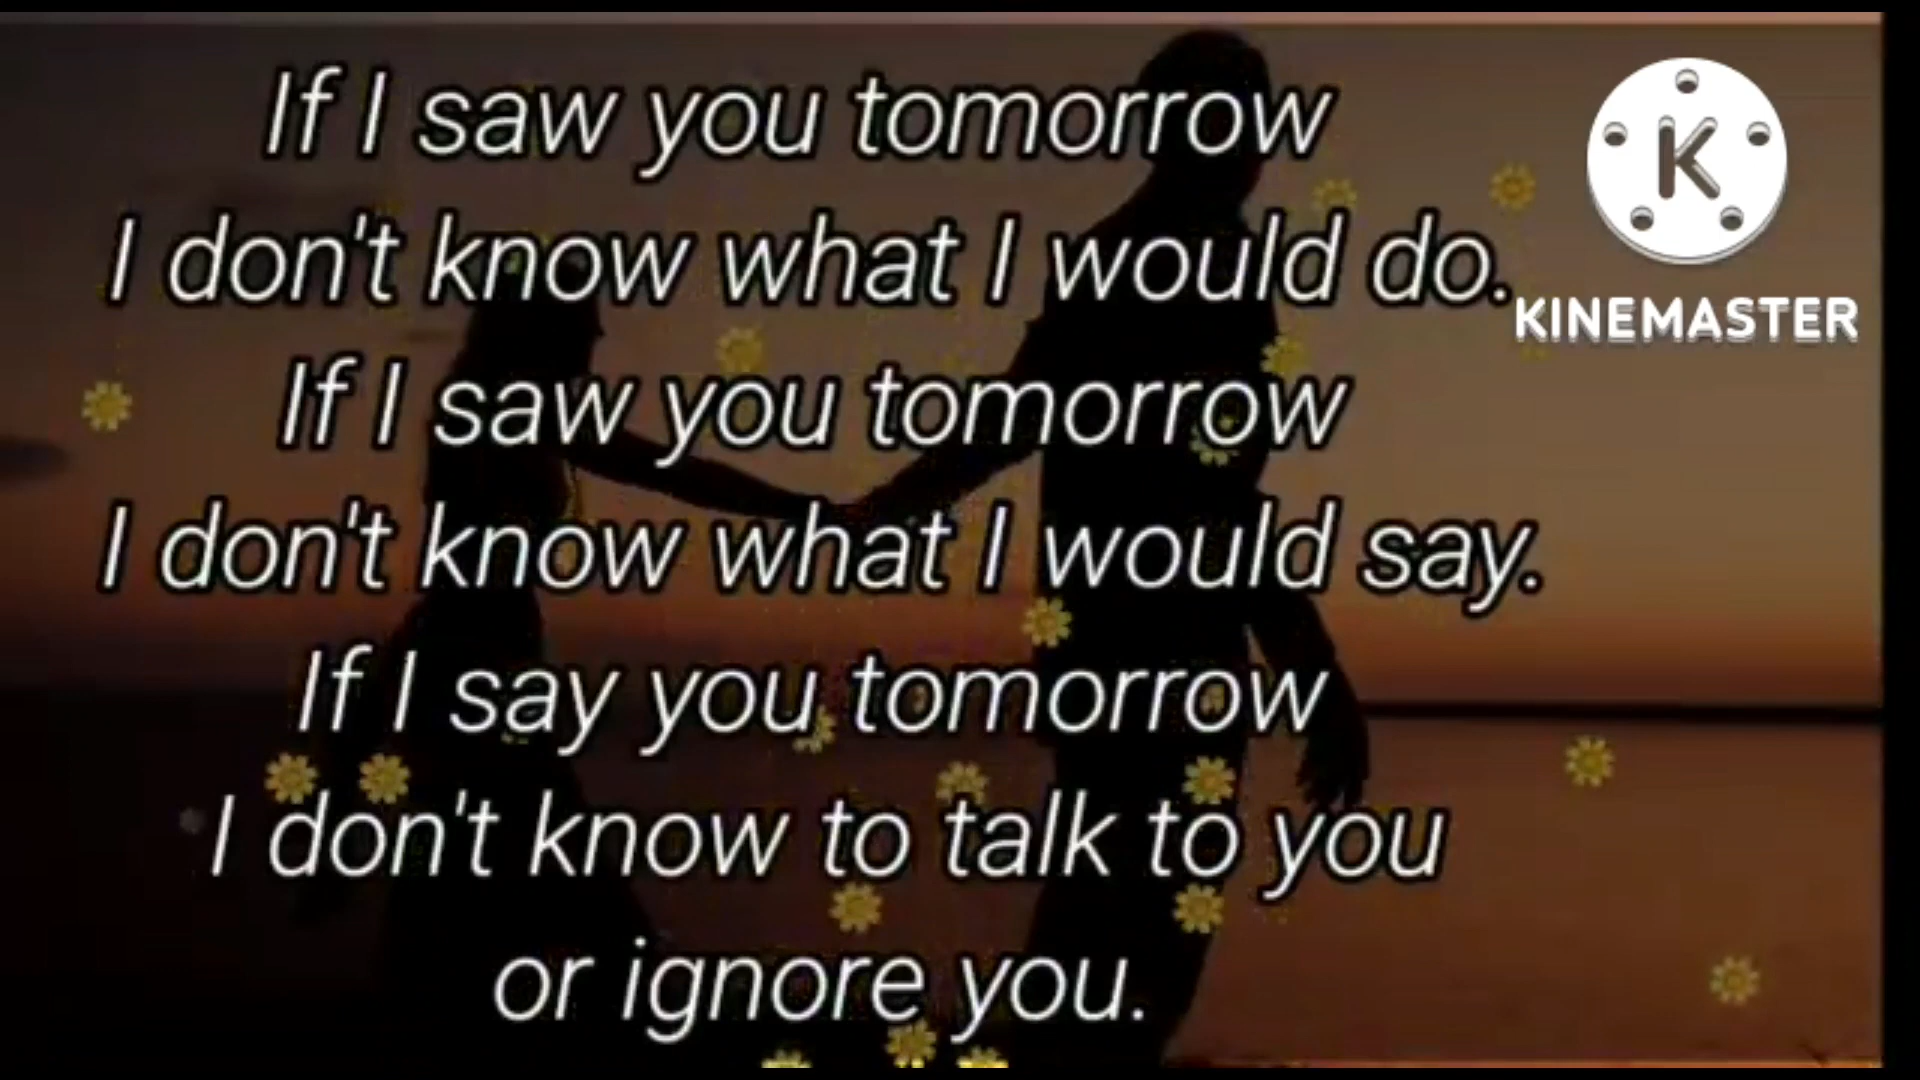 If I saw you tomorrow
I don't know what I would do.
If I saw you tomorrow
I don't know what I would say.
If I say you tomorrow
I don't know to talk to you
or ignore you.
K
KINEMASTER